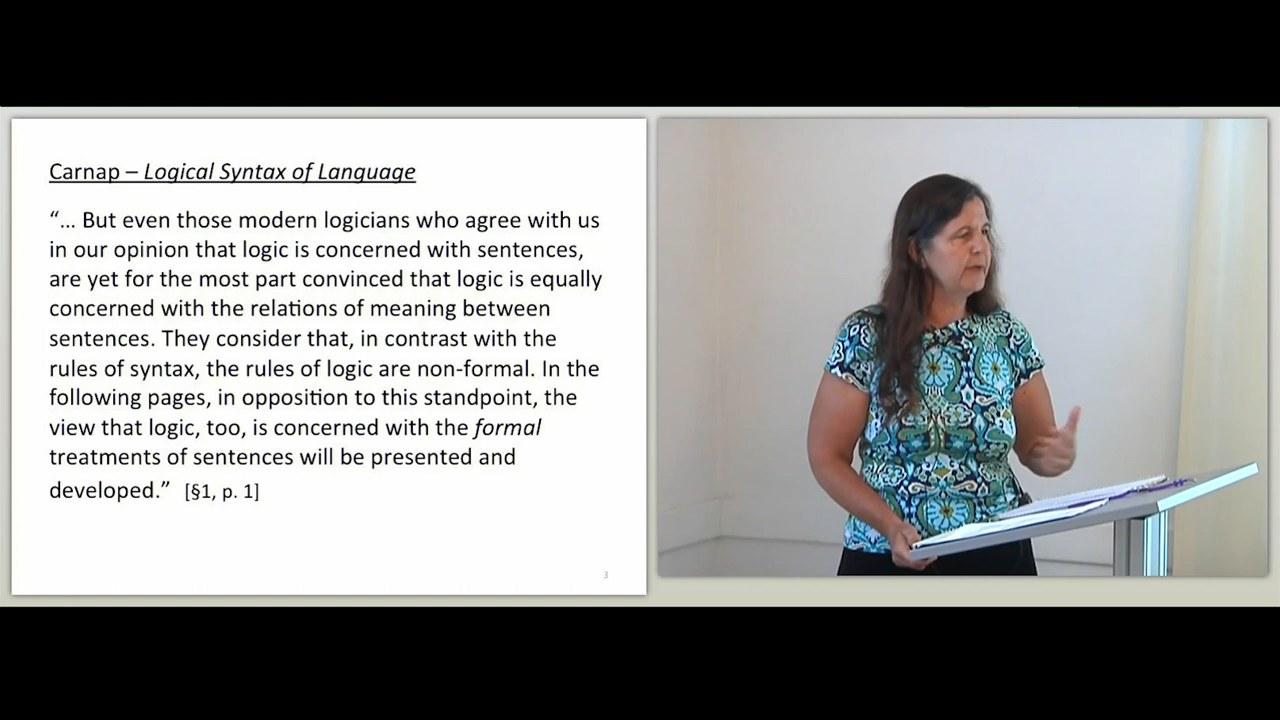 Carnap – Logical Syntax of Language
“... But even those modern logicians who agree with us
in our opinion that logic is concerned with sentences,
are yet for the most part convinced that logic is equally
concerned with the relations of meaning between
sentences. They consider that, in contrast with the
rules of syntax, the rules of logic are non-formal. In the
following pages, in opposition to this standpoint, the
view that logic, too, is concerned with the formal
treatments of sentences will be presented and
developed.” [§1, p. 1]
3